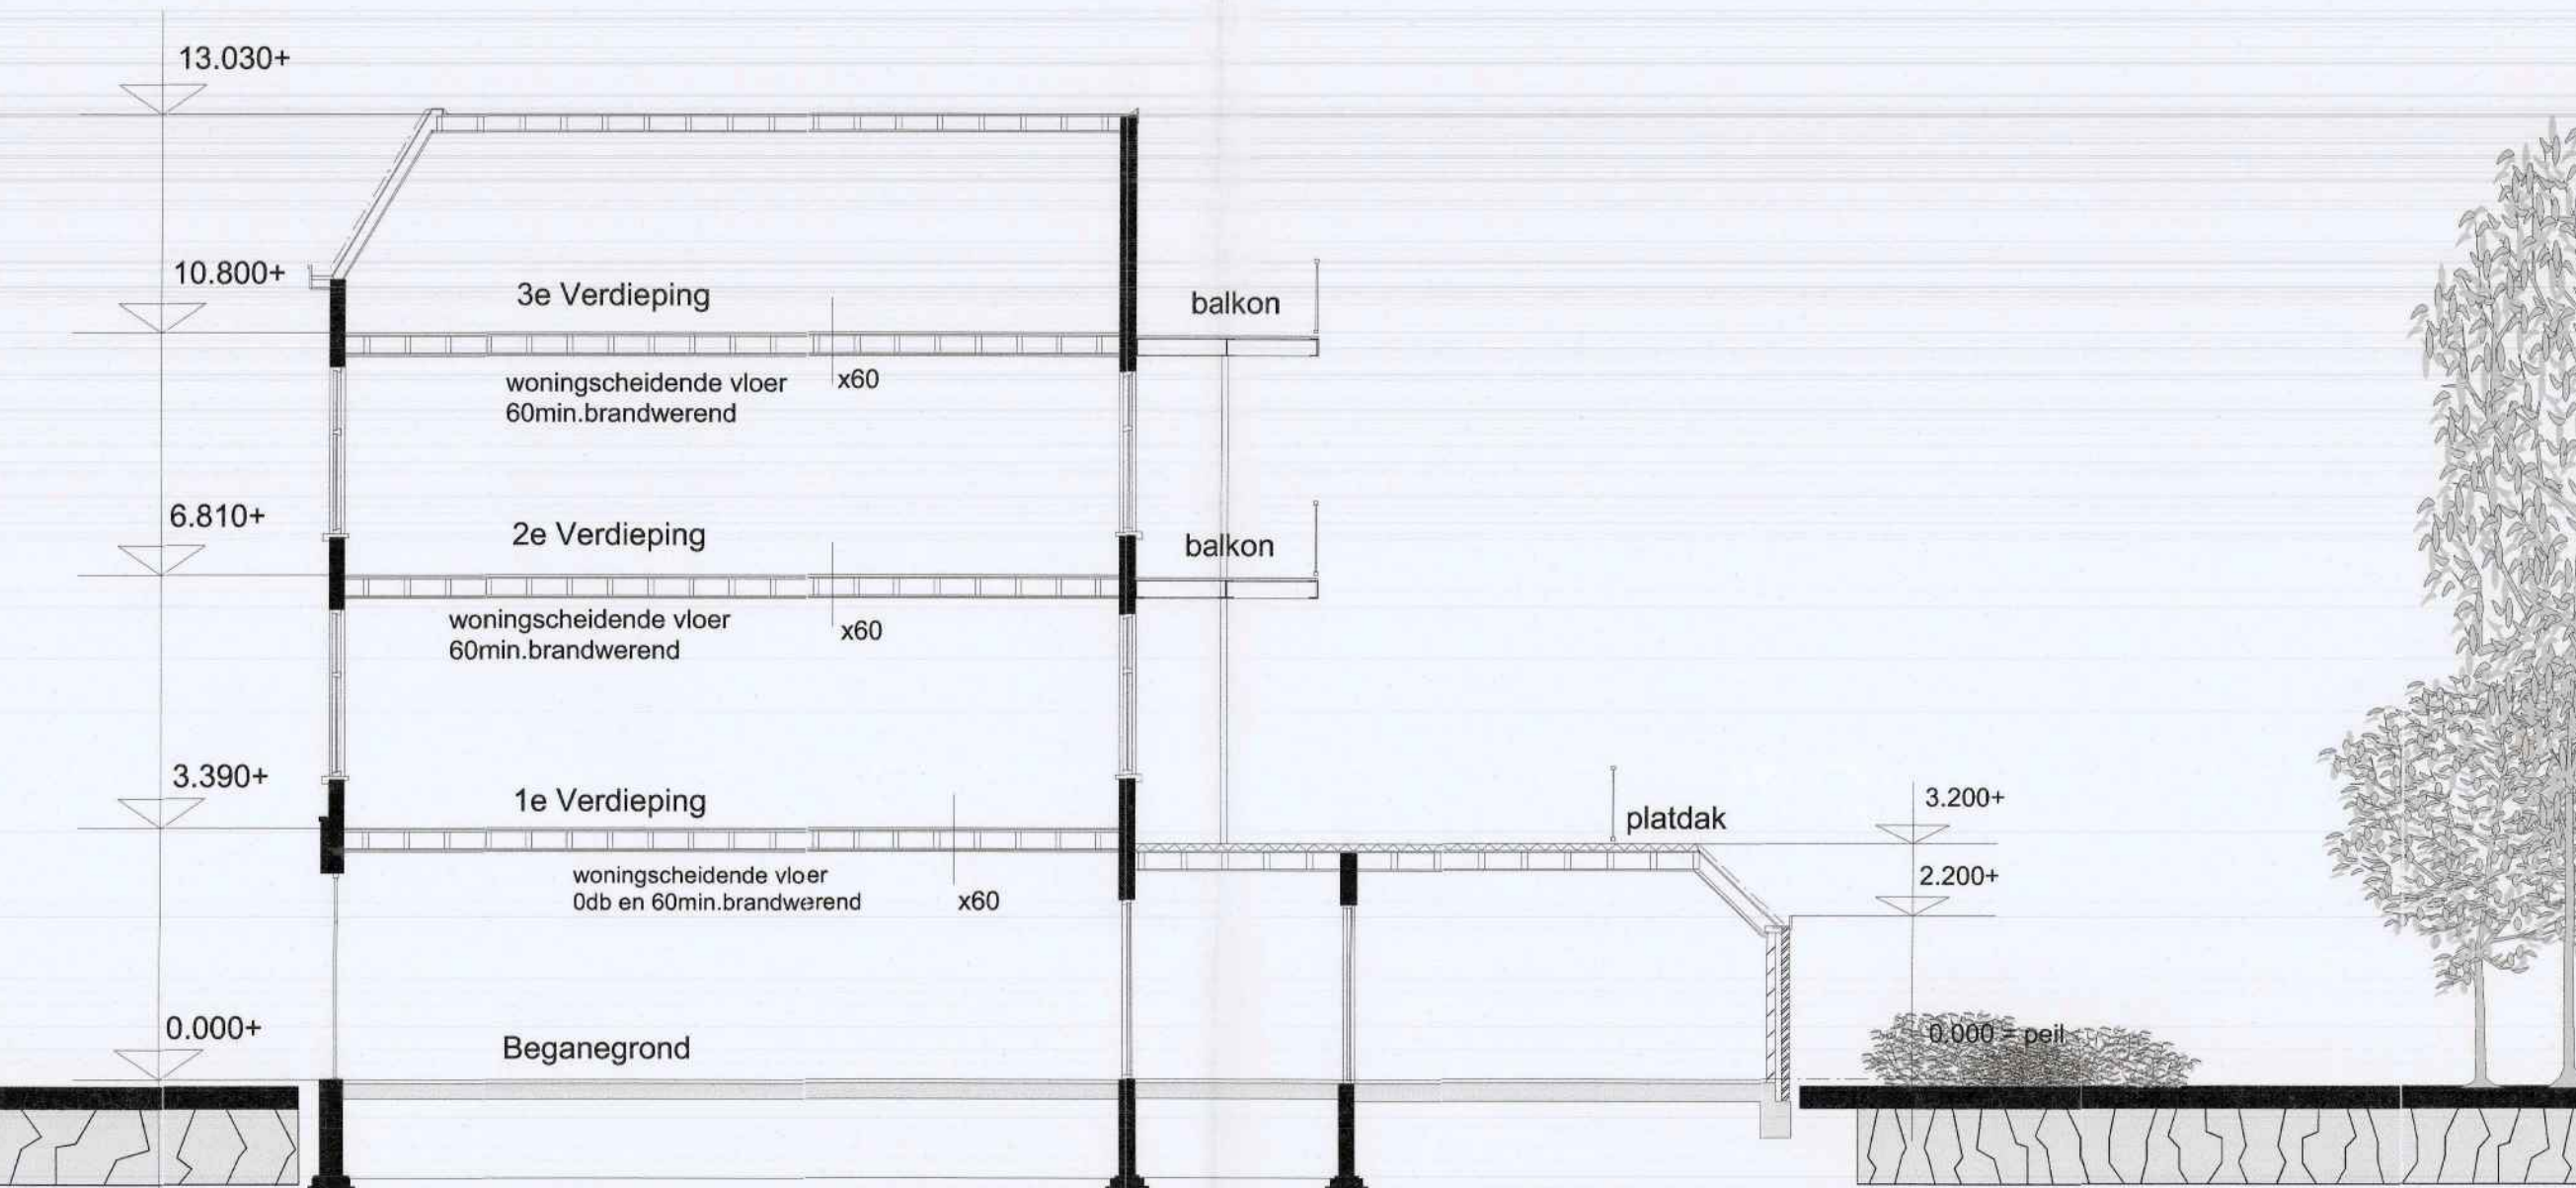 13.030+
10.800+
3e Verdieping
balkon
woningscheidende vloer
60min.brandwerend
x60
6.810+
2e Verdieping
balkon
woningscheidende vloer
60min.brandwerend
x60
3.390+
1e Verdieping
platdak
3.200+
woningscheidende vloer
0db en 60min.brandwerend
x60
2.200+
0.000+
Beganegrond
0.000 = peil